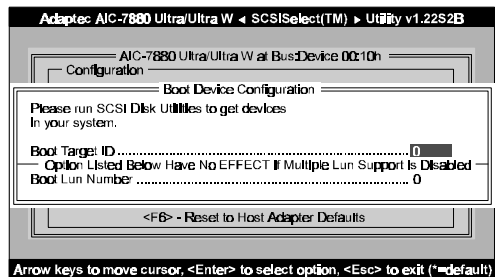 Adaptec AIC-7880 Ultra/Ultra W ◄ SCSISelect(TM) ► Utility v1.22S2B
AIC-7880 Ultra/Ultra W at Bus:Device 00:10h
Configuration
Boot Device Configuration
Please run SCSI Disk Utilities to get devices
In your system.
Boot Target ID ........................................................................ 0
Option Listed Below Have No EFFECT If Multiple Lun Support Is Disabled
Boot Lun Number .................................................................... 0
<F6> - Reset to Host Adapter Defaults
Arrow keys to move cursor, <Enter> to select option, <Esc> to exit (*=default)